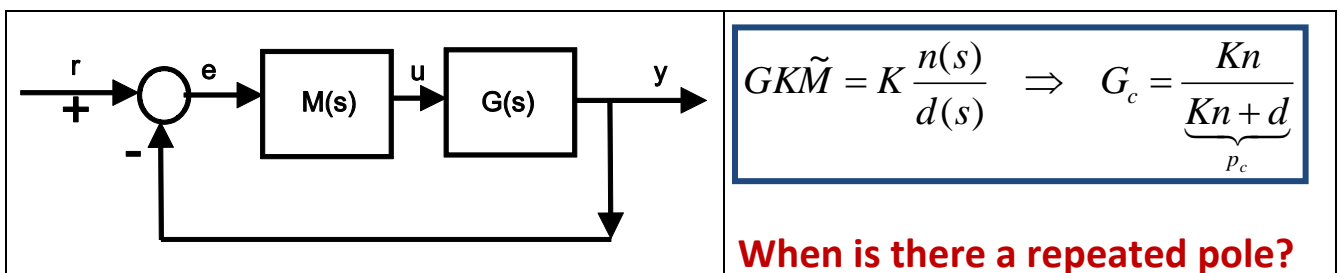 r
+
-
e
M(s)
u
G(s)
y
GKM̃ = K n(s)/d(s) ⇒ G_c = Kn/(Kn + d)
p_c
When is there a repeated pole?